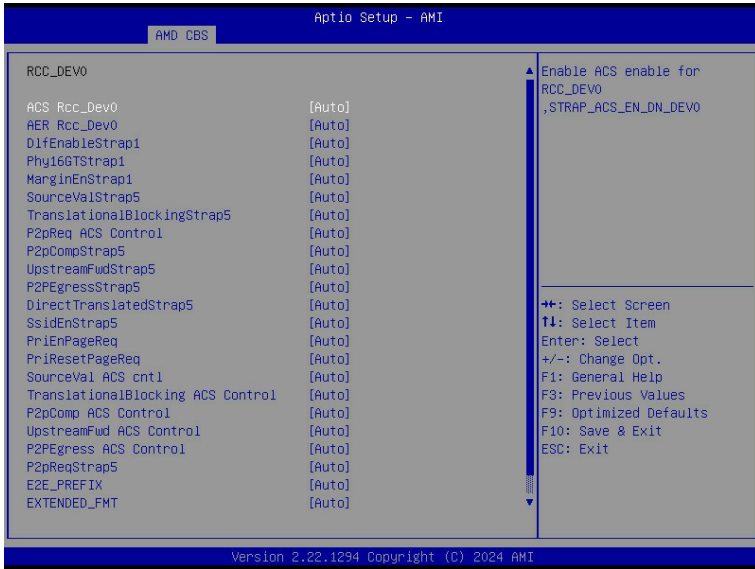 Aptio Setup – AMI
AMD CBS
RCC_DEV0
ACS Rcc_Dev0 [Auto]
AER Rcc_Dev0 [Auto]
DlfEnableStrap1 [Auto]
Phy16GTStrap1 [Auto]
MarginEnStrap1 [Auto]
SourceValStrap5 [Auto]
TranslationalBlockingStrap5 [Auto]
P2pReq ACS Control [Auto]
P2pCompStrap5 [Auto]
UpstreamFwdStrap5 [Auto]
P2PEgressStrap5 [Auto]
DirectTranslatedStrap5 [Auto]
SsidEnStrap5 [Auto]
PriEnPageReq [Auto]
PriResetPageReq [Auto]
SourceVal ACS cntl [Auto]
TranslationalBlocking ACS Control [Auto]
P2pComp ACS Control [Auto]
UpstreamFwd ACS Control [Auto]
P2PEgress ACS Control [Auto]
P2pReqStrap5 [Auto]
E2E_PREFIX [Auto]
EXTENDED_FMT [Auto]
Enable ACS enable for
RCC_DEV0
,STRAP_ACS_EN_DN_DEV0
→←: Select Screen
↑↓: Select Item
Enter: Select
+/-: Change Opt.
F1: General Help
F3: Previous Values
F9: Optimized Defaults
F10: Save & Exit
ESC: Exit
Version 2.22.1294 Copyright (C) 2024 AMI